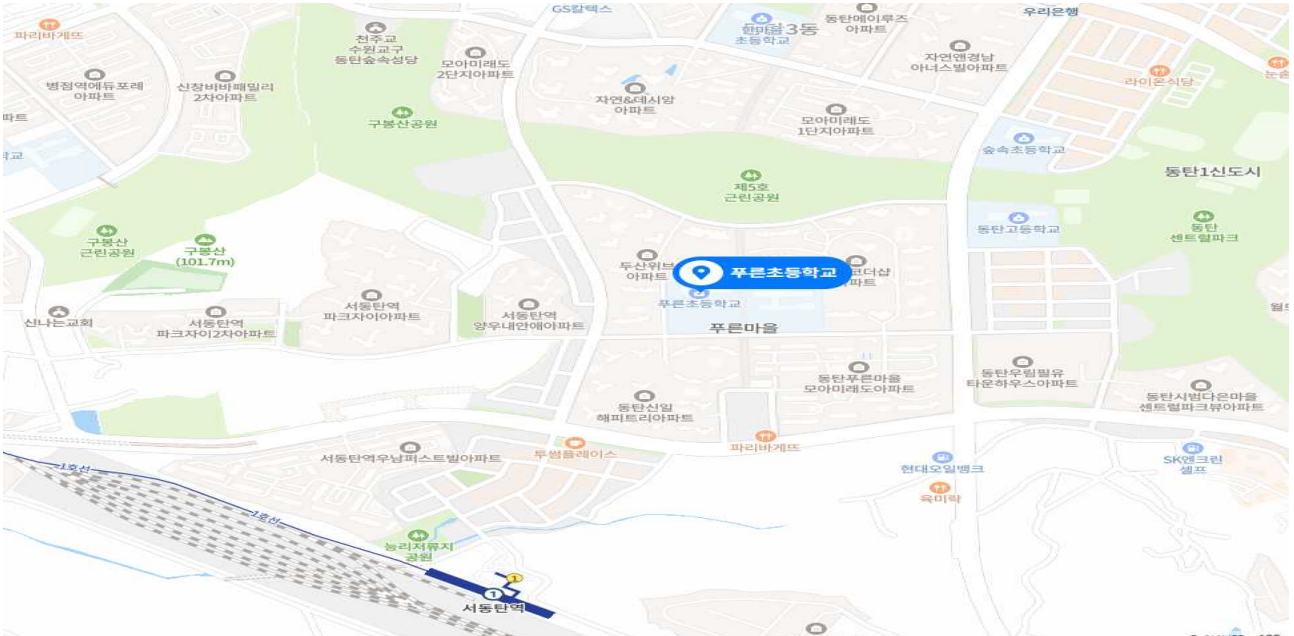 GS칼텍스
우리은행
파리바게뜨
천주교
수원교구
동탄숲속성당
모아미래도
2단지아파트
초등학교
동탄메이루즈
아파트
자연앤경남
아너스빌아파트
라이온식당
병점역에듀포레
아파트
신창비바패밀리
2차아파트
구봉산공원
자연&데시앙
아파트
모아미래도
1단지아파트
숲속초등학교
동탄1신도시
제5호
근린공원
구봉산
근린공원
구봉산
(101.7m)
동탄고등학교
동탄
센트럴파크
두산위브
아파트
푸른초등학교
푸른초등학교
푸른마을
신나는교회
서동탄역
파크자이2차아파트
서동탄역
파크자이아파트
서동탄역
양우내안애아파트
동탄푸른마을
모아미래도아파트
동탄우림필유
타운하우스아파트
동탄시범다은마을
센트럴파크뷰아파트
동탄신일
해피트리아파트
서동탄역우남퍼스트빌아파트
투썸플레이스
파리바게뜨
현대오일뱅크
육미락
SK엔크린
셀프
1호선
1호선
능리저류지
공원
1
1
서동탄역